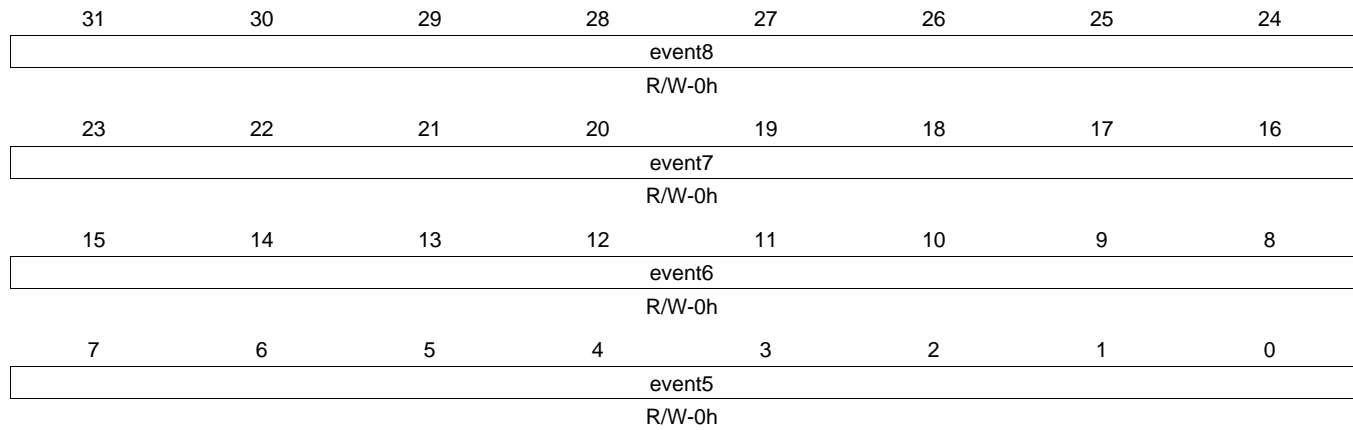 31 30 29 28 27 26 25 24
event8
R/W-0h
23 22 21 20 19 18 17 16
event7
R/W-0h
15 14 13 12 11 10 9 8
event6
R/W-0h
7 6 5 4 3 2 1 0
event5
R/W-0h